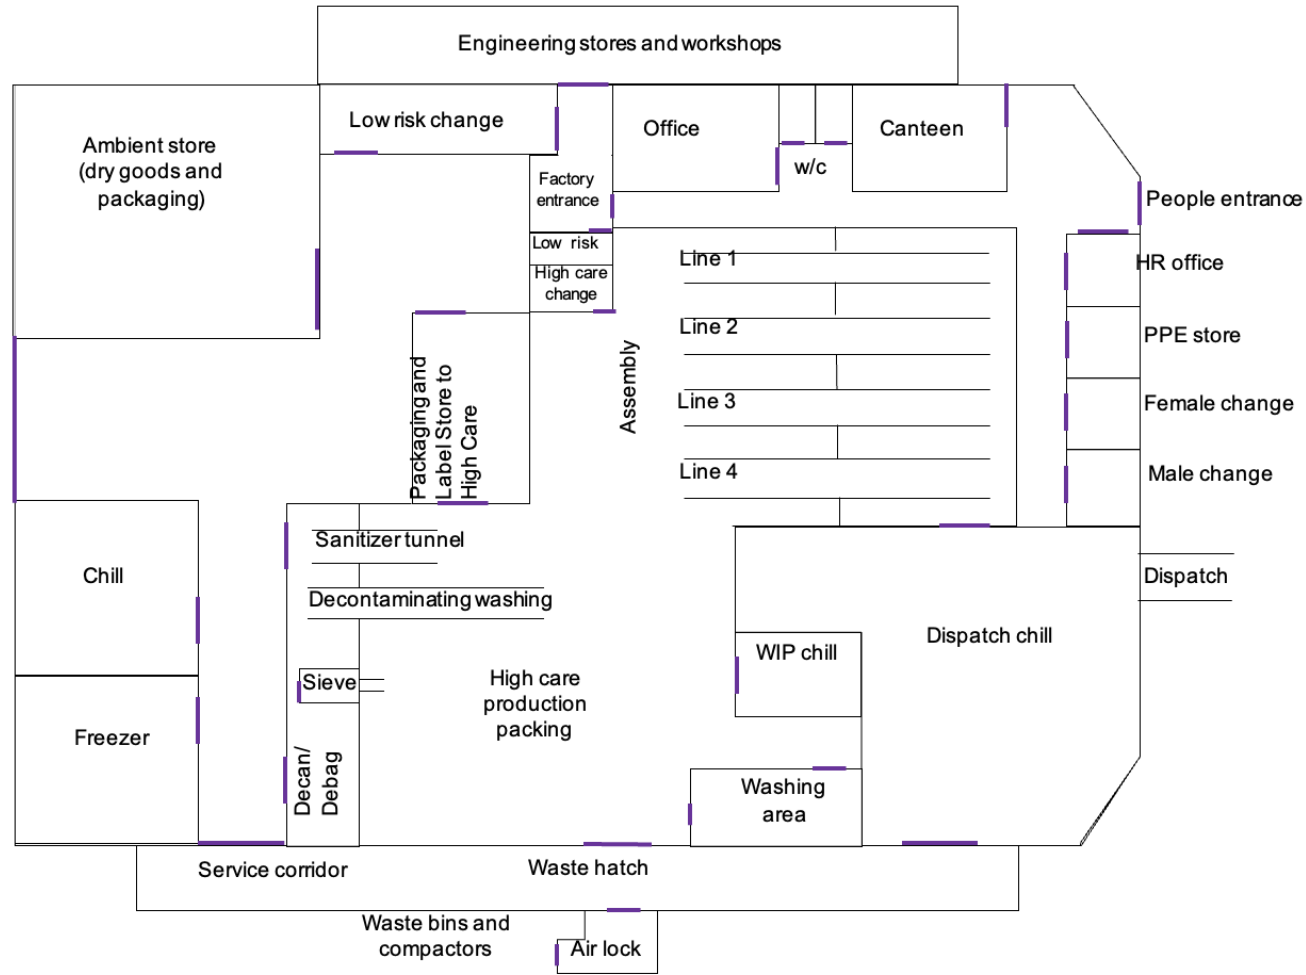 Engineering stores and workshops
Low risk change
Office
Canteen
Ambient store
(dry goods and
packaging)
w/c
Factory
entrance
People entrance
Low risk
High care
change
Line 1
HR office
Line 2
PPE store
Assembly
Packaging and
Label Store to
High Care
Line 3
Female change
Line 4
Male change
Sanitizer tunnel
Chill
Dispatch
Decontaminating washing
Dispatch chill
WIP chill
Sieve
High care
production
packing
Freezer
Decan/
Debag
Washing
area
Service corridor
Waste hatch
Waste bins and
compactors
Air lock